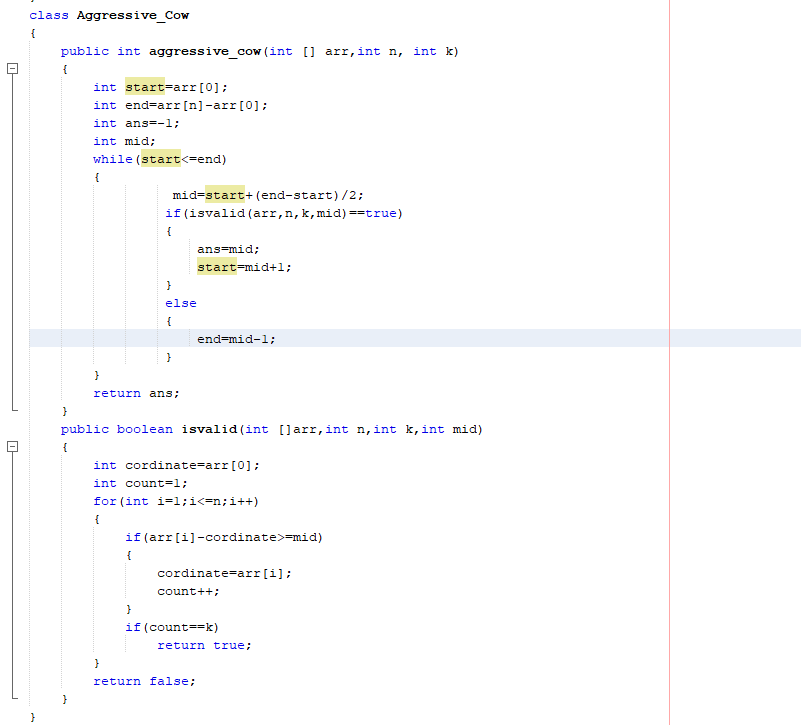 class Aggressive_Cow
{
public int aggressive_cow(int [] arr,int n, int k)
{
int start=arr[0];
int end=arr[n]-arr[0];
int ans=-1;
int mid;
while(start<=end)
{
mid=start+(end-start)/2;
if(isvalid(arr,n,k,mid)==true)
{
ans=mid;
start=mid+1;
}
else
{
end=mid-1;
}
}
return ans;
}
public boolean isvalid(int []arr,int n,int k,int mid)
{
int cordinate=arr[0];
int count=1;
for(int i=1;i<=n;i++)
{
if(arr[i]-cordinate>=mid)
{
cordinate=arr[i];
count++;
}
if(count==k)
return true;
}
return false;
}
}